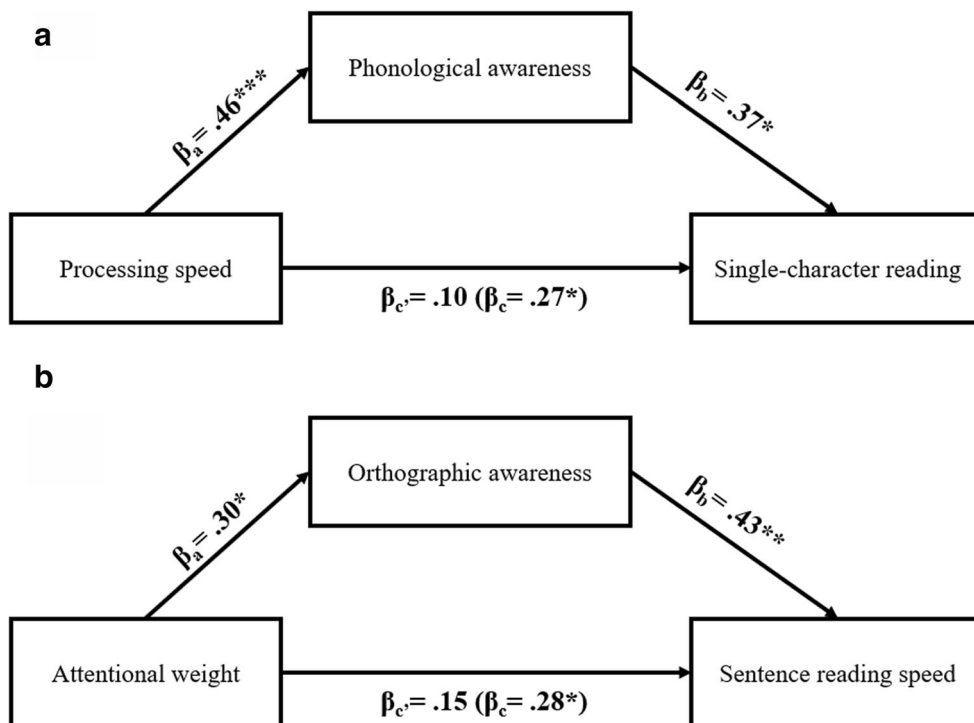 a
Phonological awareness
βa= .46***
βb= .37*
Processing speed
Single-character reading
βc’= .10 (βc= .27*)
b
Orthographic awareness
βa= .30*
βb= .43**
Attentional weight
Sentence reading speed
βc’= .15 (βc= .28*)